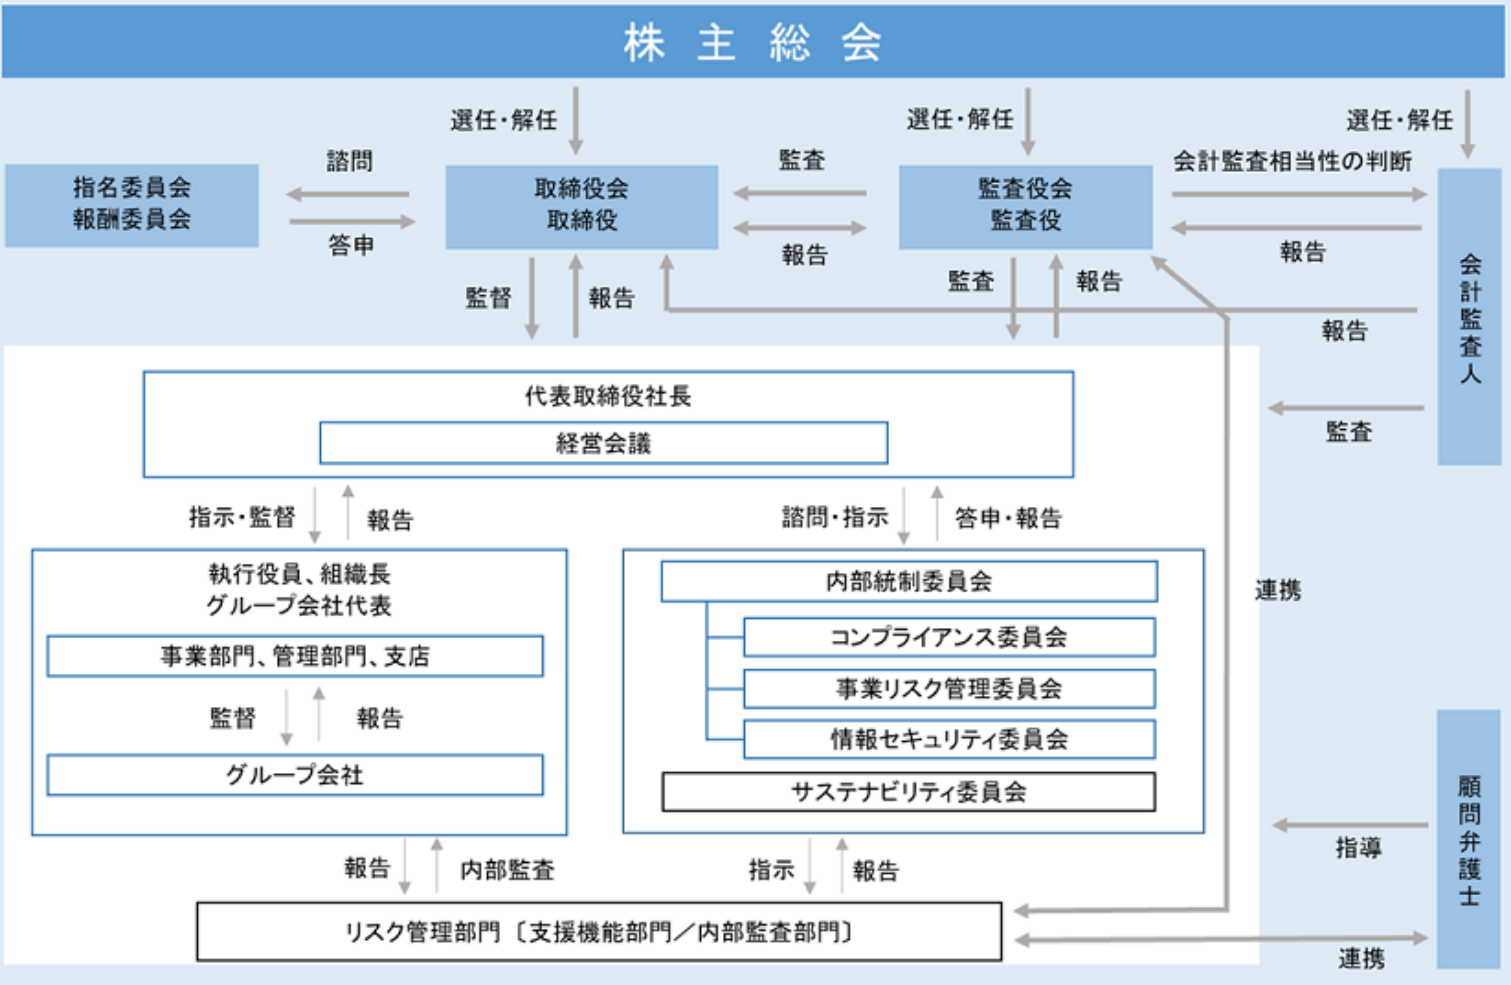 株主総会
選任・解任
選任・解任
選任・解任
諮問
監査
会計監査相当性の判断
指名委員会
報酬委員会
取締役会
取締役
監査役会
監査役
答申
報告
報告
会計監査人
監督
報告
監査
報告
報告
監査
代表取締役社長
経営会議
指示・監督
報告
諮問・指示
答申・報告
執行役員、組織長
グループ会社代表
事業部門、管理部門、支店
監督
報告
グループ会社
内部統制委員会
コンプライアンス委員会
事業リスク管理委員会
情報セキュリティ委員会
サステナビリティ委員会
連携
顧問弁護士
指導
報告
内部監査
指示
報告
リスク管理部門〔支援機能部門／内部監査部門〕
連携